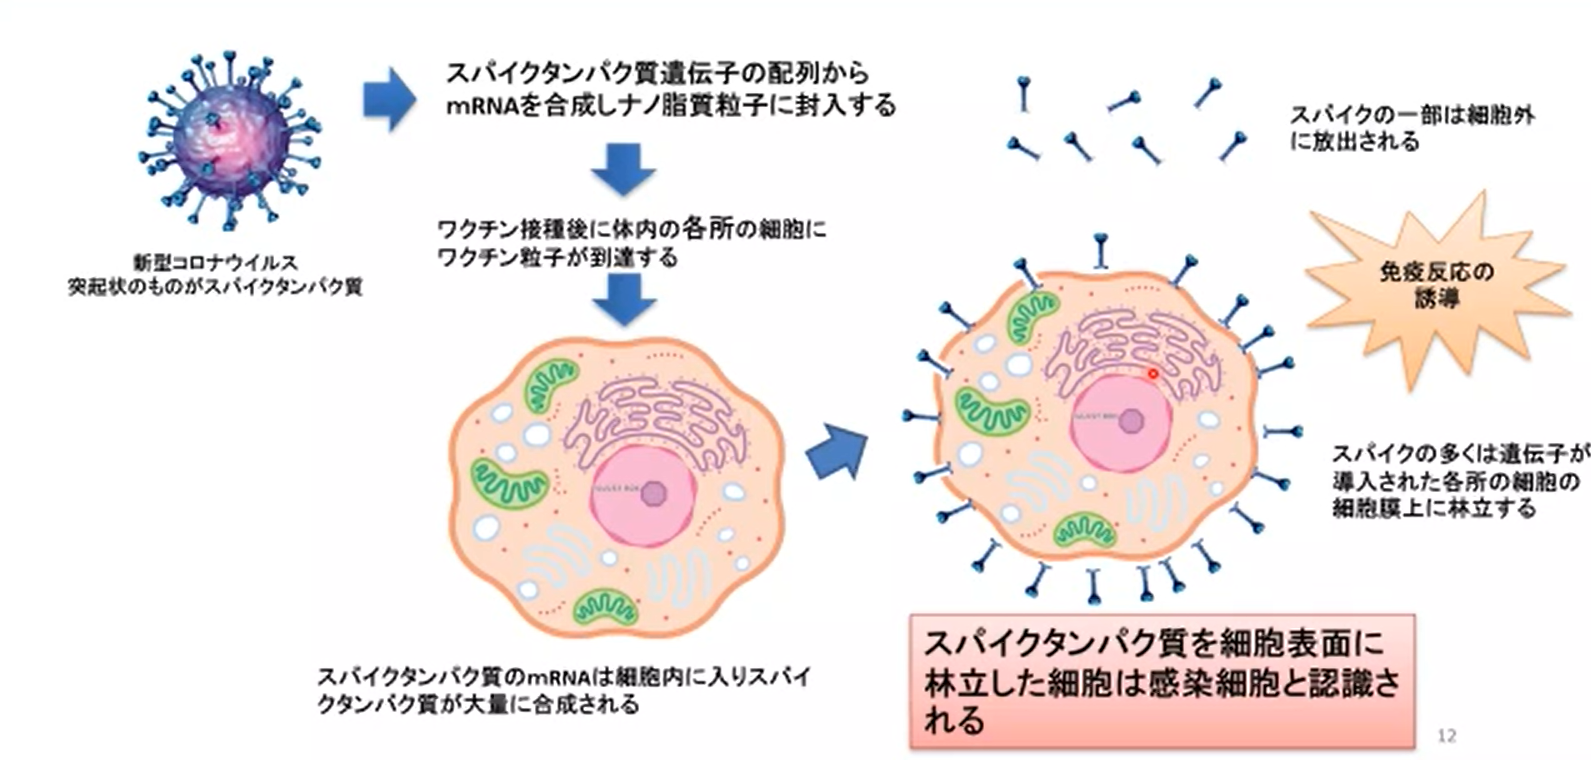 スパイクタンパク質遺伝子の配列から
mRNAを合成しナノ脂質粒子に封入する
スパイクの一部は細胞外
に放出される
ワクチン接種後に体内の各所の細胞に
ワクチン粒子が到達する
新型コロナウイルス
突起状のものがスパイクタンパク質
免疫反応の
誘導
スパイクの多くは遺伝子が
導入された各所の細胞の
細胞膜上に林立する
スパイクタンパク質のmRNAは細胞内に入りスパイ
クタンパク質が大量に合成される
スパイクタンパク質を細胞表面に
林立した細胞は感染細胞と認識さ
れる
12